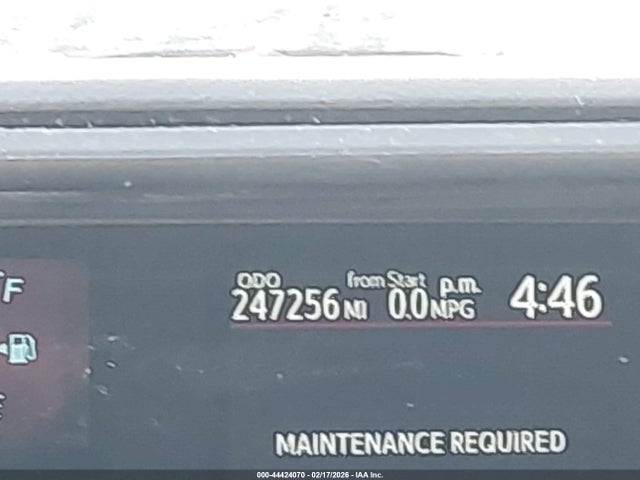 F
ODO from Start p.m.
247256 MI 0.0 MPG 4:46
MAINTENANCE REQUIRED
000-44424070 - 02/17/2026 - IAA Inc.